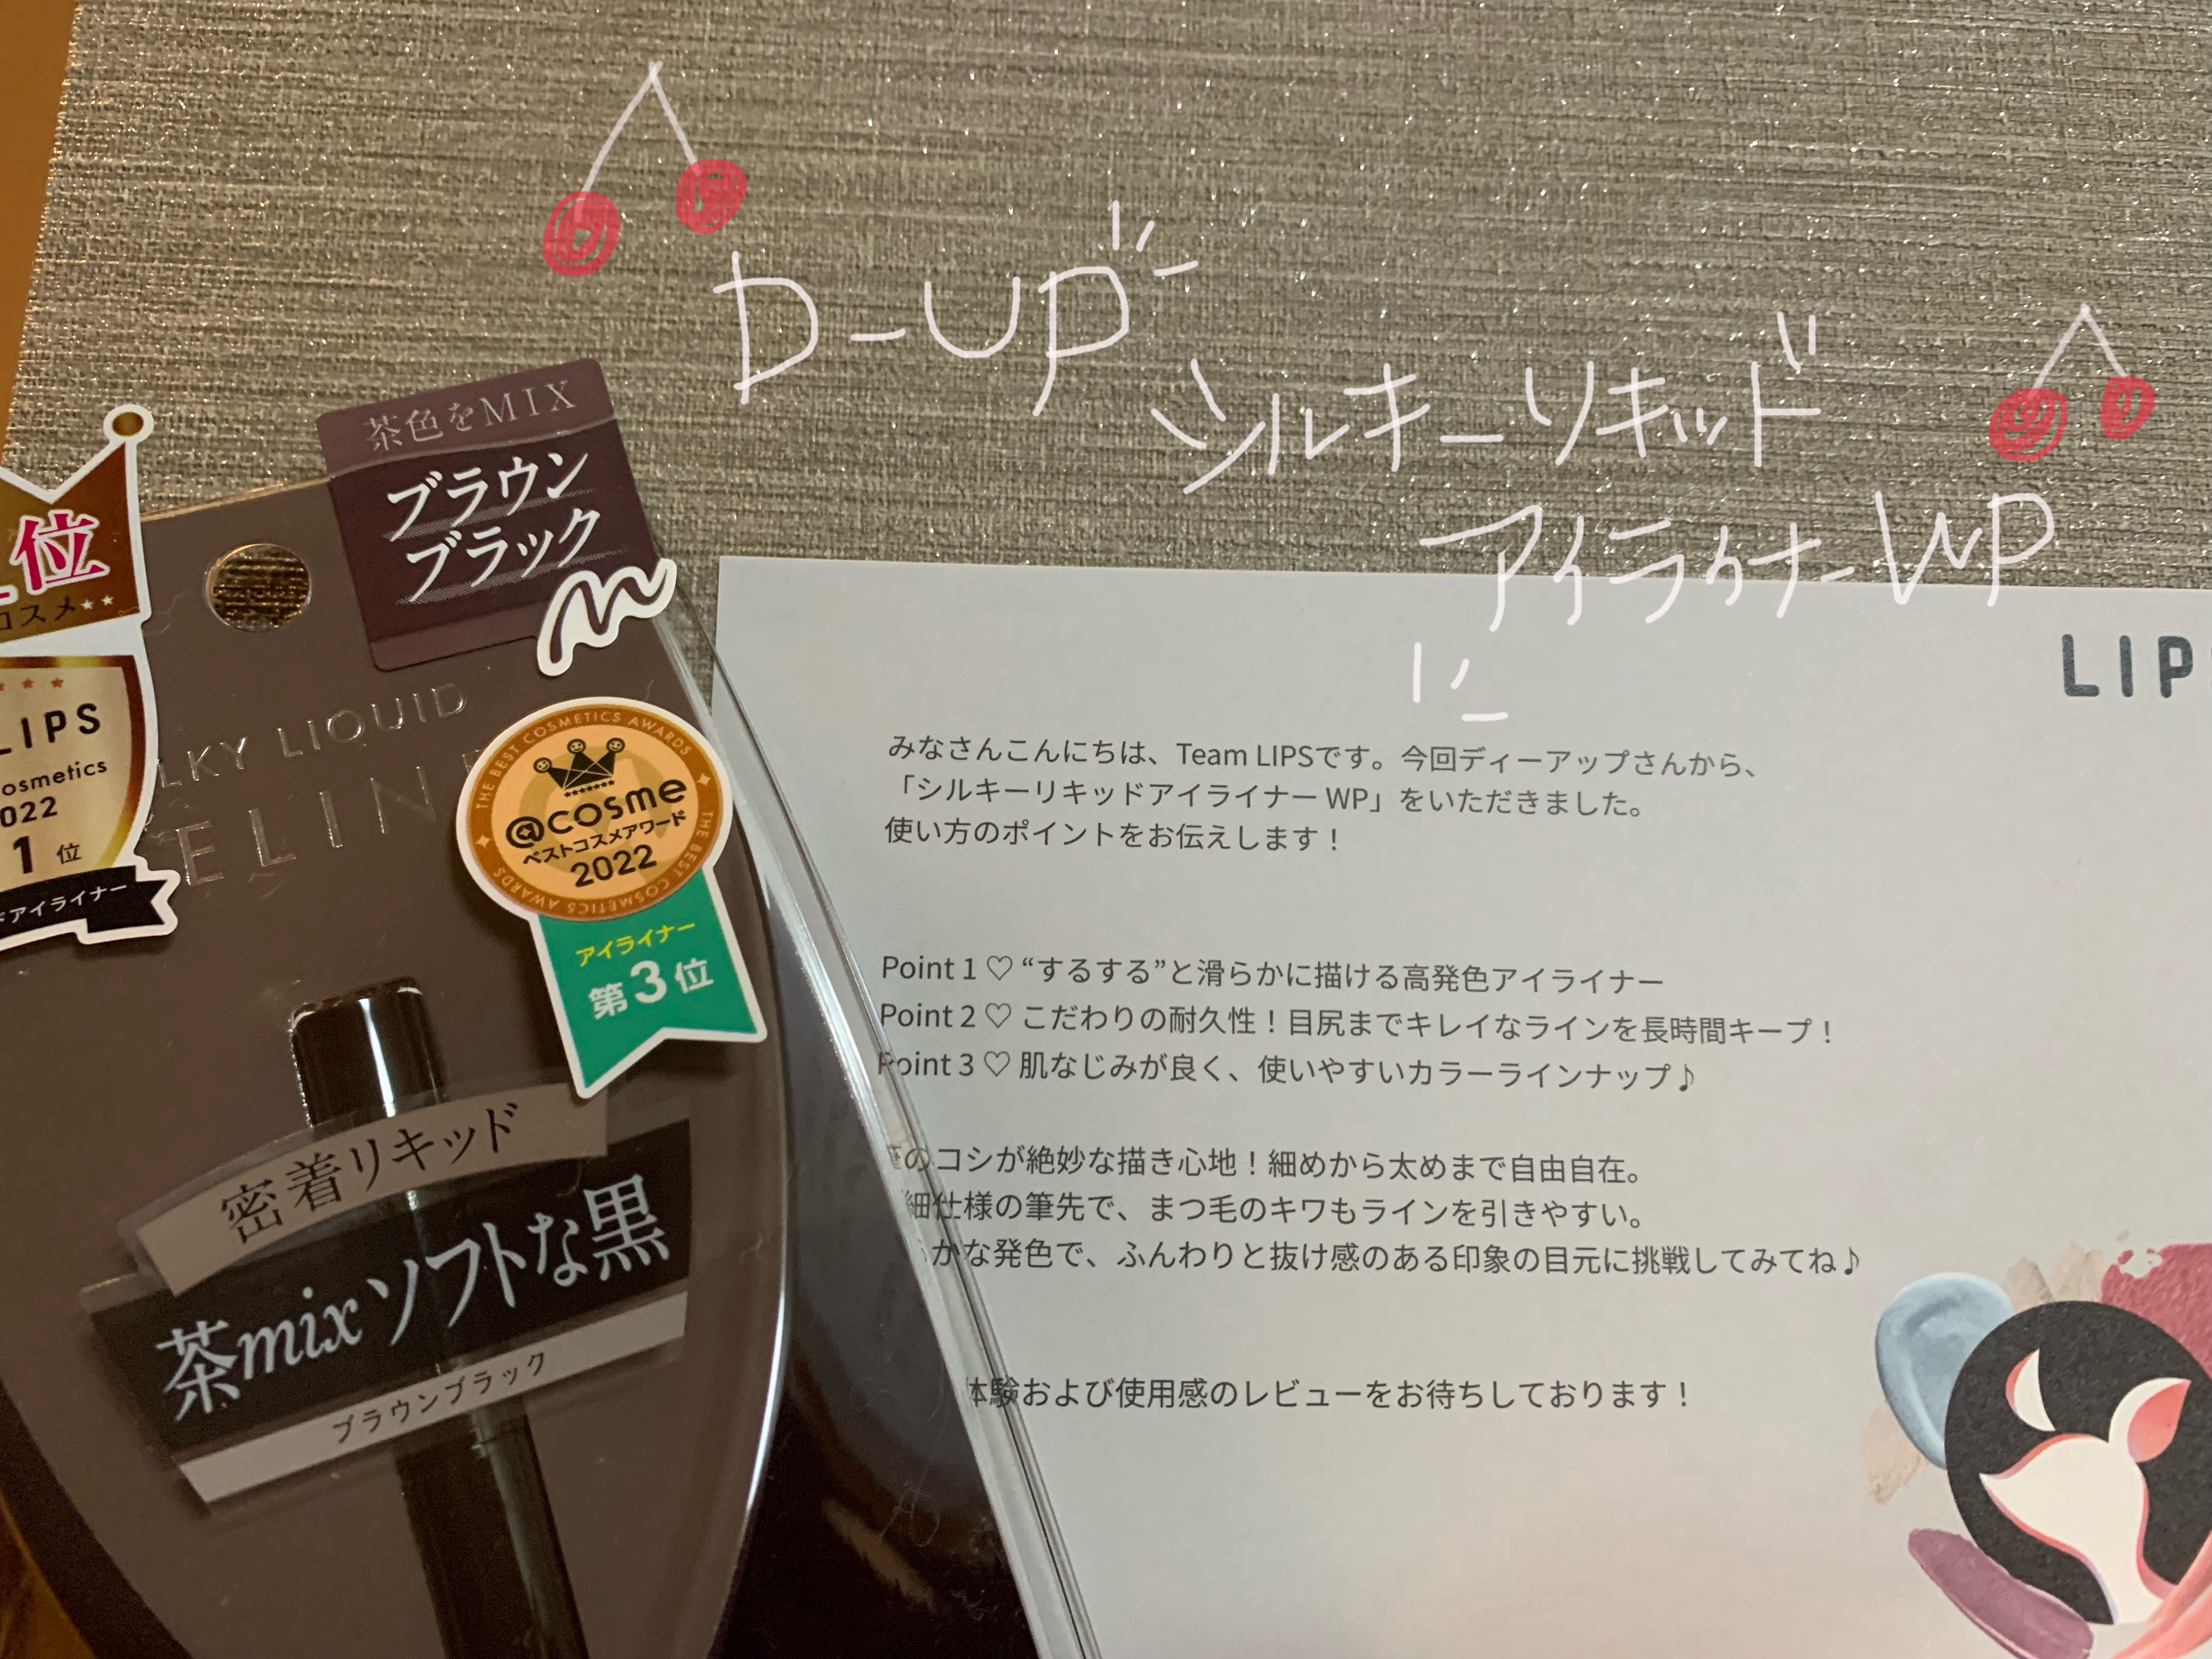 D-UP
シルキーリキッド
アイライナーWP
茶色をMIX
ブラウン
ブラック
位
コスメ
LIPS
osmetics
022
1位
ドアイライナー
LKY LIQUID
ELINE
THE BEST COSMETICS AWARDS
@cosme
ベストコスメアワード
2022
THE BEST COSMETICS AWARDS
アイライナー
第3位
密着リキッド
茶mixソフトな黒
ブラウンブラック
LIP
みなさんこんにちは、Team LIPSです。今回ディーアップさんから、
「シルキーリキッドアイライナー WP」をいただきました。
使い方のポイントをお伝えします！
Point 1 ♡ “するする”と滑らかに描ける高発色アイライナー
Point 2 ♡ こだわりの耐久性！目尻までキレイなラインを長時間キープ！
Point 3 ♡ 肌なじみが良く、使いやすいカラーラインナップ♪
のコシが絶妙な描き心地！細めから太めまで自由自在。
細仕様の筆先で、まつ毛のキワもラインを引きやすい。
かな発色で、ふんわりと抜け感のある印象の目元に挑戦してみてね♪
体験および使用感のレビューをお待ちしております！